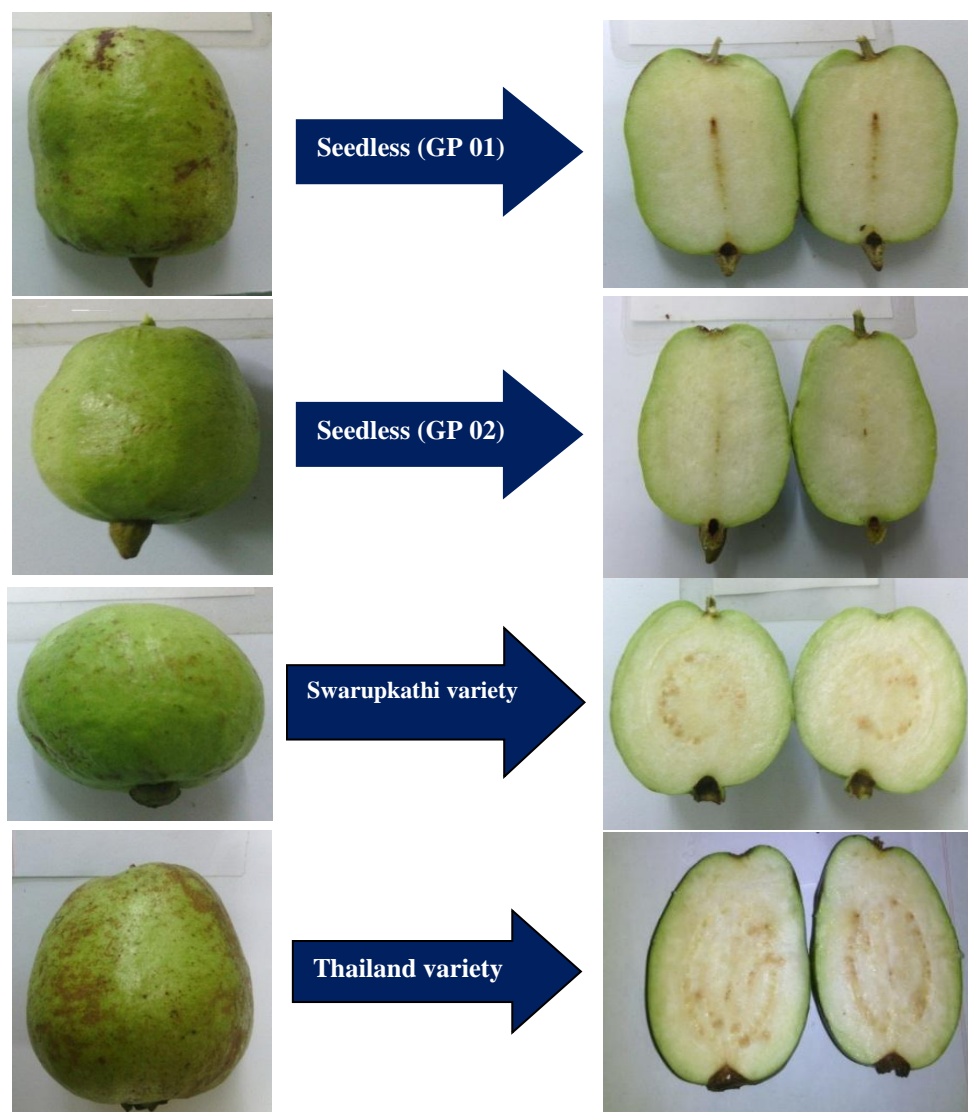 Seedless (GP 01)
Seedless (GP 02)
Swarupkathi variety
Thailand variety